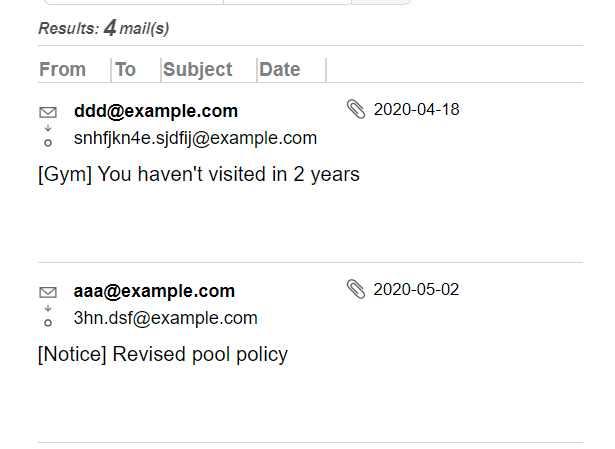 Results: 4 mail(s)
From To Subject Date
ddd@example.com 2020-04-18
snhfjkn4e.sjdfij@example.com
[Gym] You haven't visited in 2 years
aaa@example.com 2020-05-02
3hn.dsf@example.com
[Notice] Revised pool policy